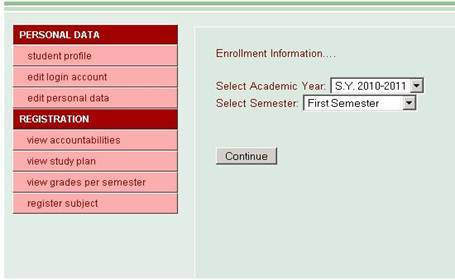 PERSONAL DATA
student profile
edit login account
edit personal data
REGISTRATION
view accountabilities
view study plan
view grades per semester
register subject
Enrollment Information....
Select Academic Year: S.Y. 2010-2011
Select Semester: First Semester
Continue